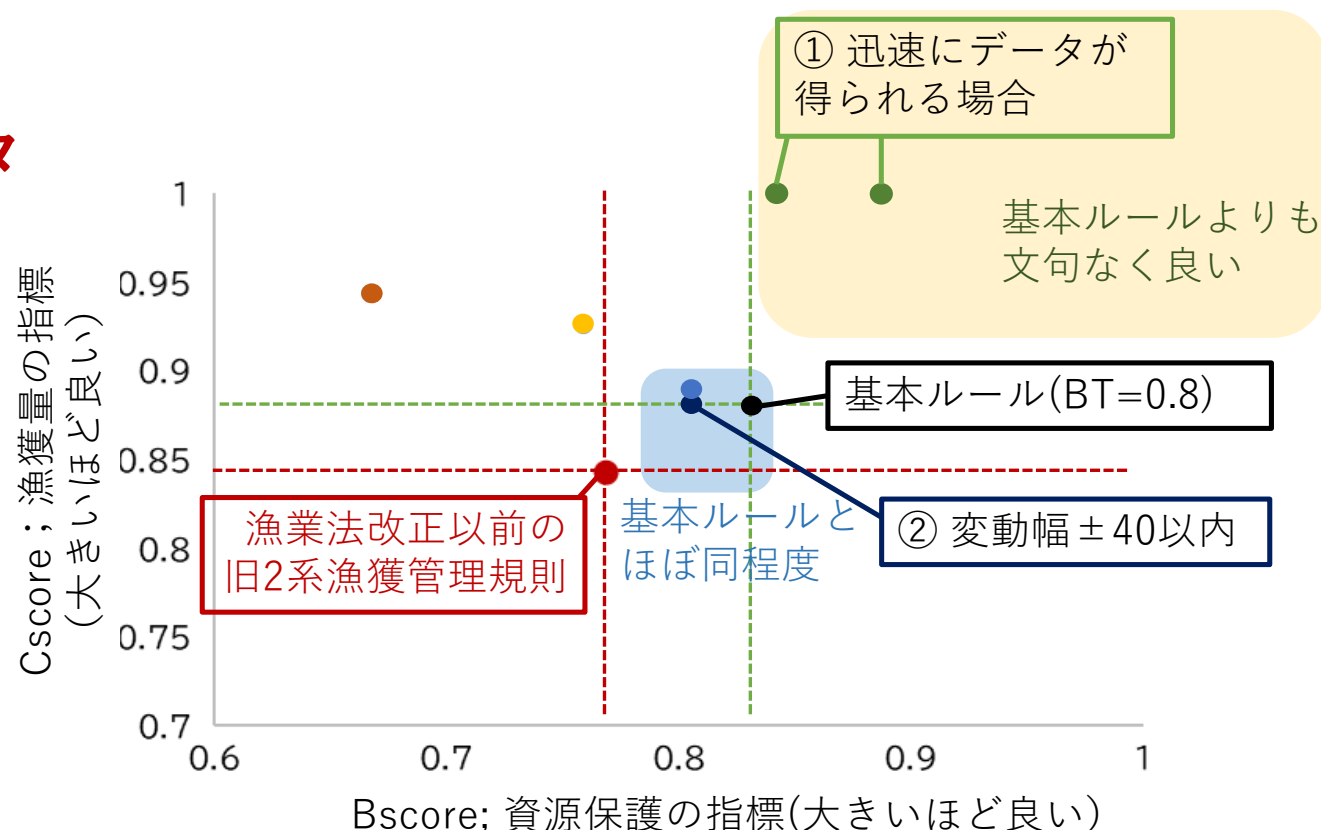 ① 迅速にデータが
得られる場合
タ
基本ルールよりも
文句なく良い
1
0.95
0.9
0.85
0.8
0.75
0.7
0.6
0.7
0.8
0.9
1
Cscore；漁獲量の指標
(大きいほど良い)
基本ルール(BT=0.8)
② 変動幅±40以内
基本ルールと
ほぼ同程度
漁業法改正以前の
旧2系漁獲管理規則
Bscore; 資源保護の指標(大きいほど良い)